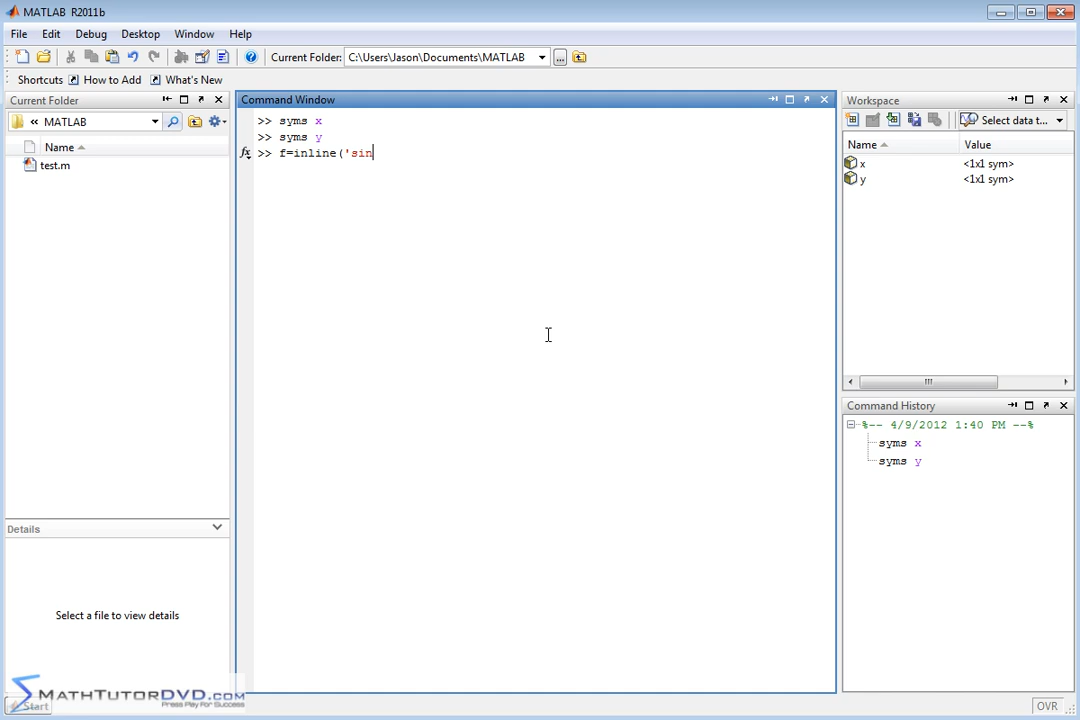 MATLAB R2011b
File Edit Debug Desktop Window Help
Current Folder: C:\Users\Jason\Documents\MATLAB ...
Shortcuts How to Add What's New
Current Folder
« MATLAB
Name
test.m
Details
Select a file to view details
MathTutorDVD.com
Press Play For Success
Start
Command Window
>> syms x
>> syms y
fx >> f=inline('sin
Workspace
Select data t...
Name Value
x <1x1 sym>
y <1x1 sym>
Command History
%-- 4/9/2012 1:40 PM --%
syms x
syms y
OVR